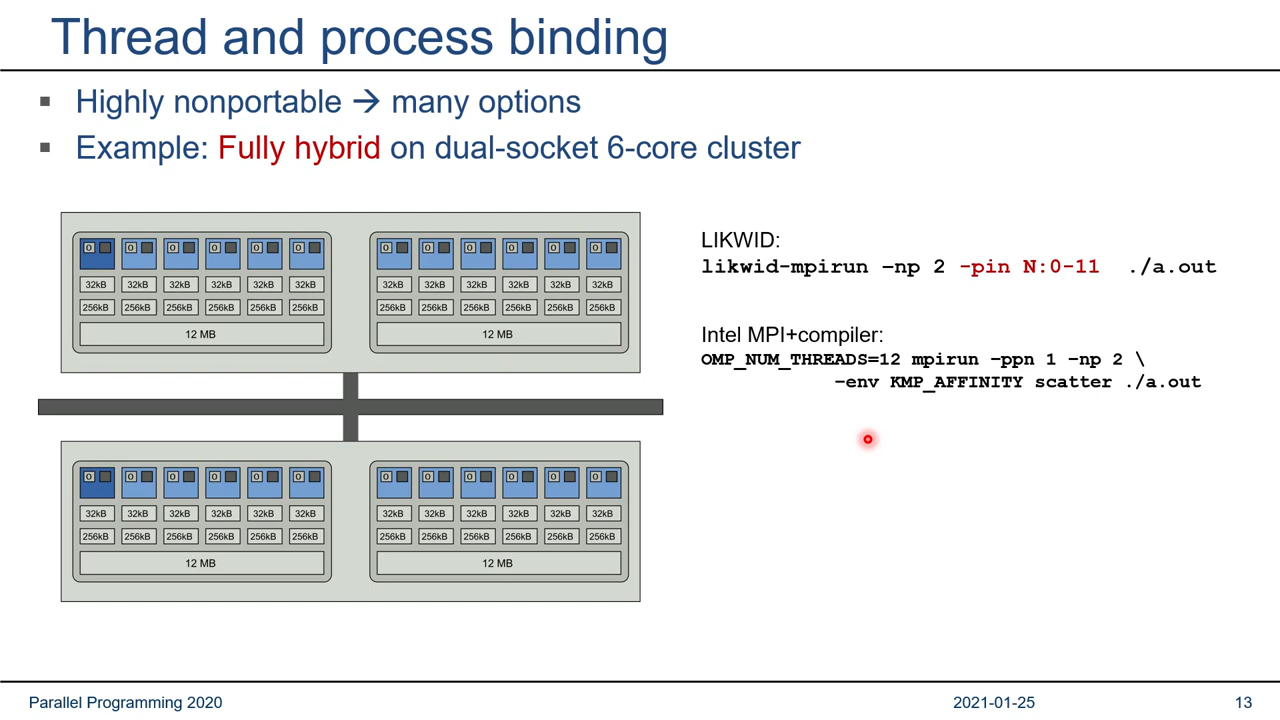 Thread and process binding
Highly nonportable → many options
Example: Fully hybrid on dual-socket 6-core cluster
0 0 0 0 0 0 0 0 0 0 0 0
32kB 32kB 32kB 32kB 32kB 32kB 32kB 32kB 32kB 32kB 32kB 32kB
256kB 256kB 256kB 256kB 256kB 256kB 256kB 256kB 256kB 256kB 256kB 256kB
12 MB 12 MB
0 0 0 0 0 0 0 0 0 0 0 0
32kB 32kB 32kB 32kB 32kB 32kB 32kB 32kB 32kB 32kB 32kB 32kB
256kB 256kB 256kB 256kB 256kB 256kB 256kB 256kB 256kB 256kB 256kB 256kB
12 MB 12 MB
LIKWID:
likwid-mpirun –np 2 -pin N:0-11 ./a.out
Intel MPI+compiler:
OMP_NUM_THREADS=12 mpirun –ppn 1 –np 2 \
–env KMP_AFFINITY scatter ./a.out
Parallel Programming 2020 2021-01-25 13